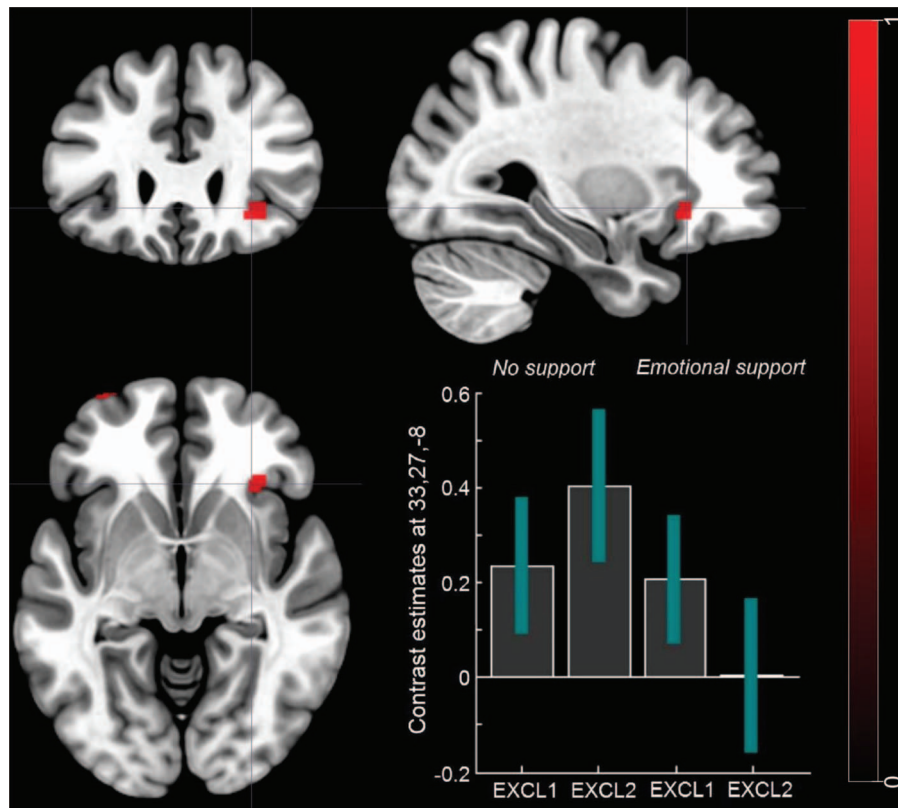 1
No support Emotional support
0.6
0.4
0.2
0
-0.2
Contrast estimates at 33,27,-8
EXCL1 EXCL2 EXCL1 EXCL2
0